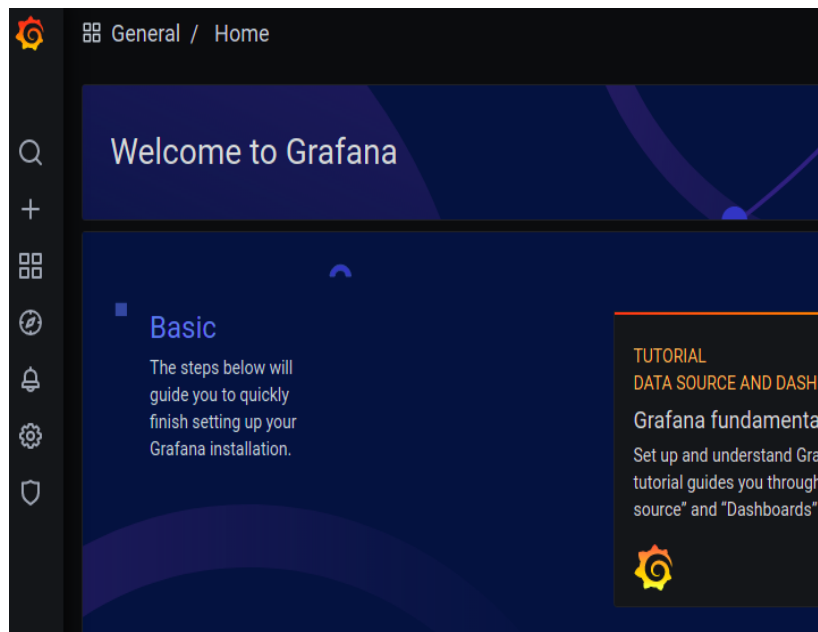 General / Home
Welcome to Grafana
Basic
The steps below will
guide you to quickly
finish setting up your
Grafana installation.
TUTORIAL
DATA SOURCE AND DASH
Grafana fundamenta
Set up and understand Gra
tutorial guides you through
source” and “Dashboards”